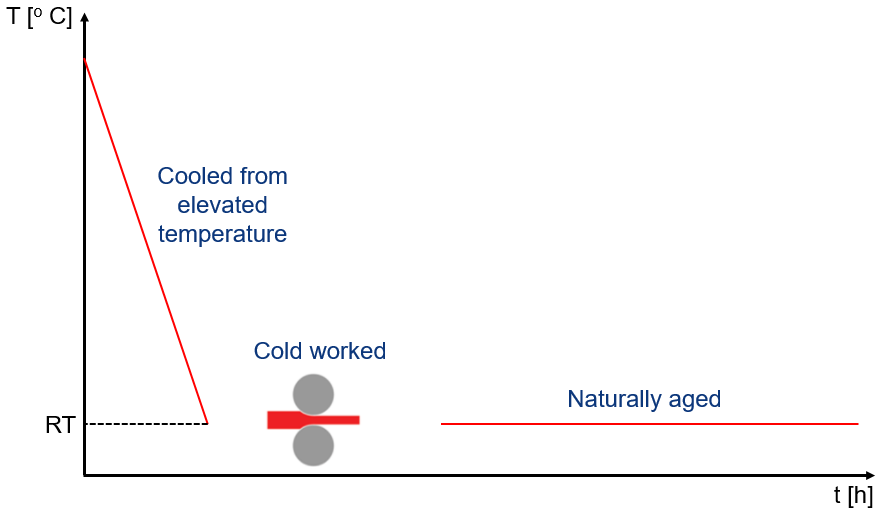 T [º C]
Cooled from
elevated
temperature
Cold worked
Naturally aged
RT
t [h]